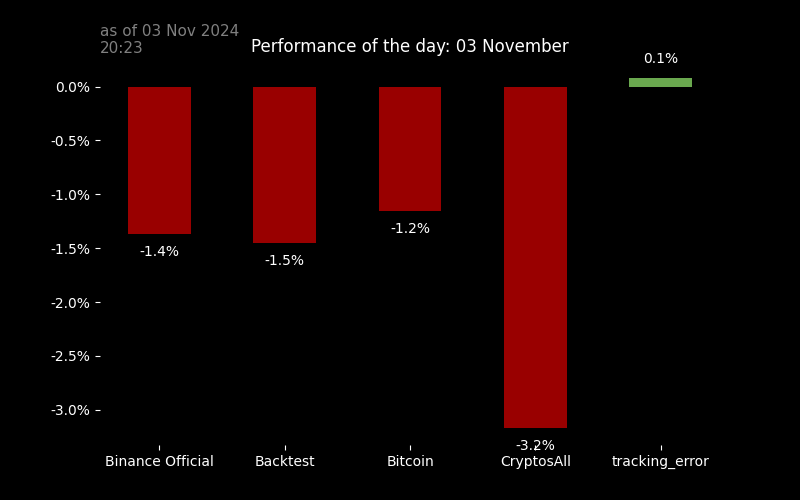 as of 03 Nov 2024
20:23
Performance of the day: 03 November
0.1%
0.0%
-0.5%
-1.0%
-1.5%
-2.0%
-2.5%
-3.0%
-1.4%
-1.5%
-1.2%
-3.2%
Binance Official
Backtest
Bitcoin
CryptosAll
tracking_error